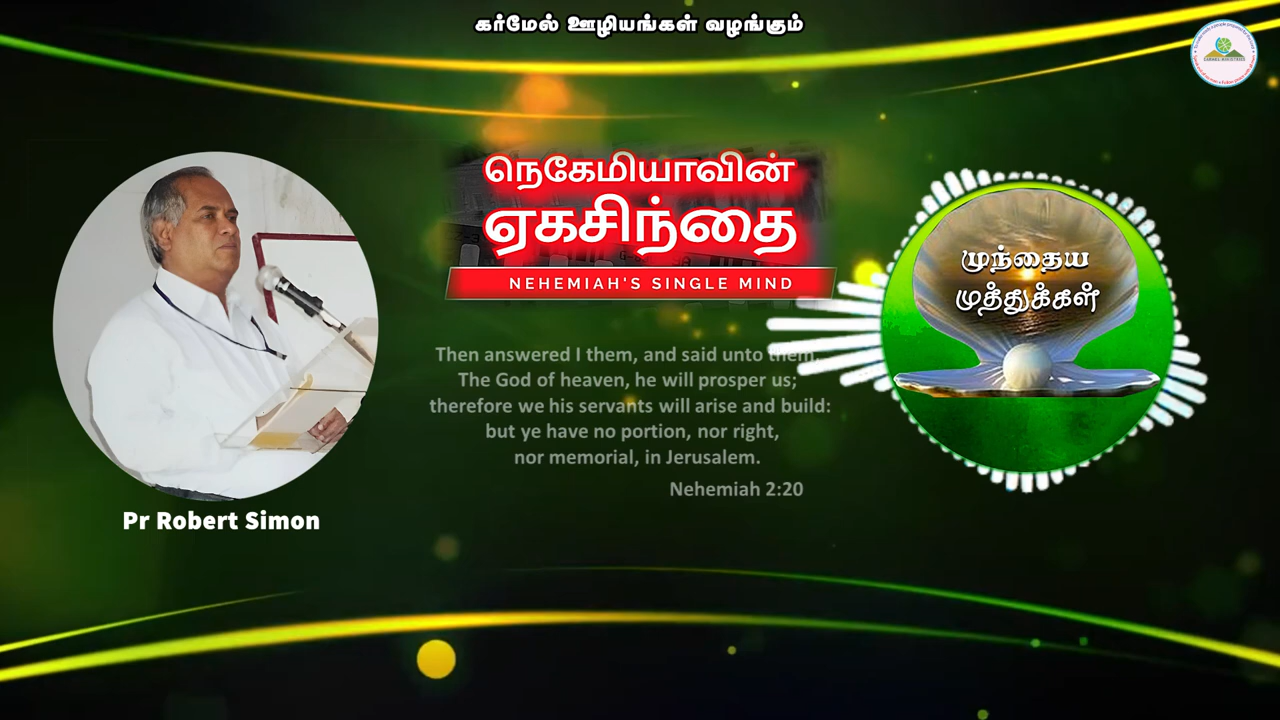 கர்மேல் ஊழியங்கள் வழங்கும்
CARMEL MINISTRIES
நெகேமியாவின்
ஏகசிந்தை
NEHEMIAH'S SINGLE MIND
முந்தைய
முத்துக்கள்
Then answered I them, and said unto them,
The God of heaven, he will prosper us;
therefore we his servants will arise and build:
but ye have no portion, nor right,
nor memorial, in Jerusalem.
Nehemiah 2:20
Pr Robert Simon